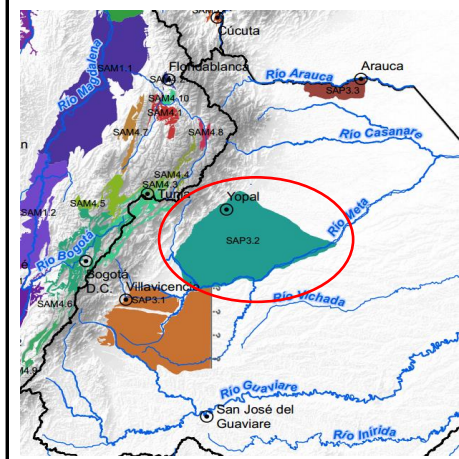 Cúcuta
SAM1.1
Floridablanca
Río Magdalena
SAM4.10
SAM4.1
SAM4.7
SAM4.8
Río Arauca
Arauca
SAP3.3
Río Casanare
SAM4.4
SAM4.3
Tunja
SAM4.5
SAM1.2
Yopal
SAP3.2
Río Meta
Río Bogotá
Bogotá
D.C.
Villavicencio
SAP3.1
SAM4.6
Río Vichada
Río Guaviare
San José del
Guaviare
Río Inírida